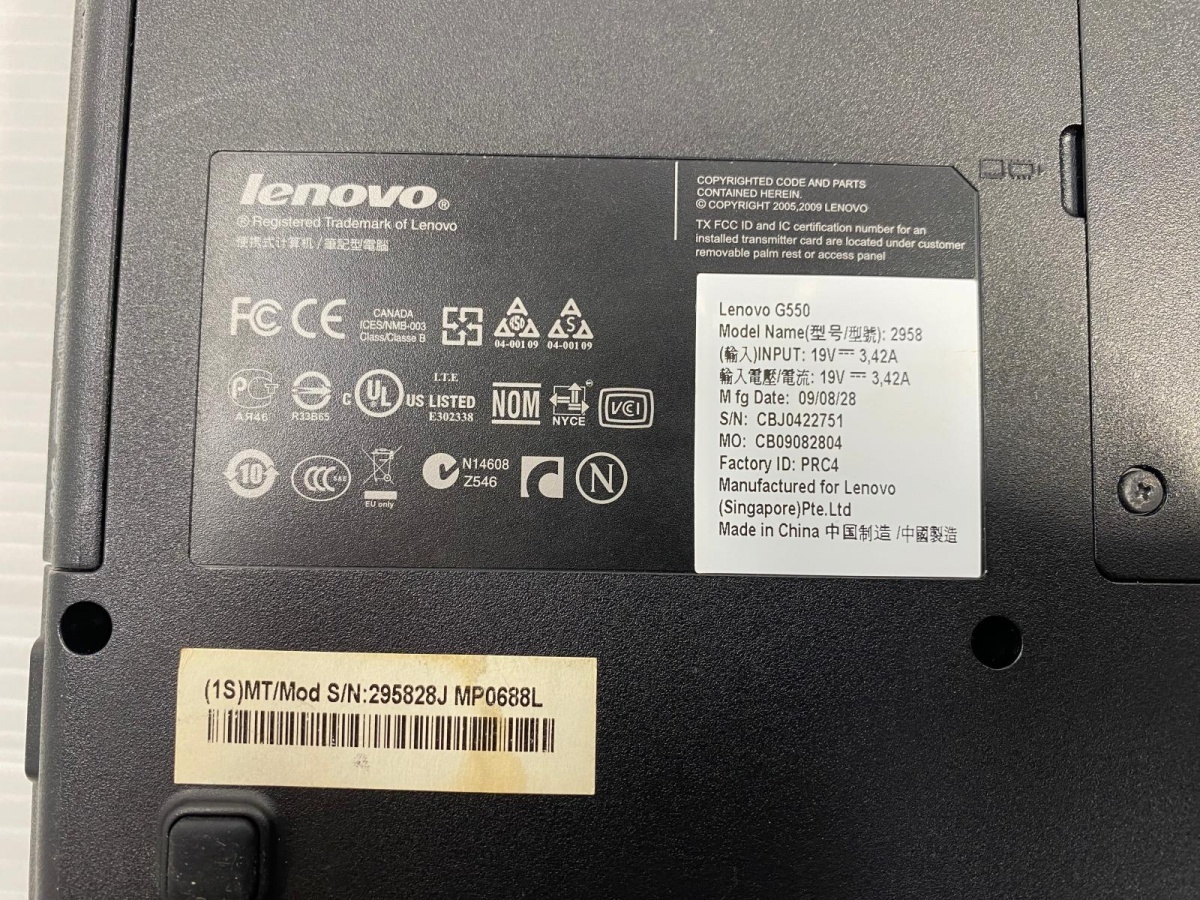 lenovo®
® Registered Trademark of Lenovo
便携式计算机 / 筆記型電腦
COPYRIGHTED CODE AND PARTS
CONTAINED HEREIN.
© COPYRIGHT 2005,2009 LENOVO
TX FCC ID and IC certification number for an
installed transmitter card are located under customer
removable palm rest or access panel
FC CE
CANADA
ICES/NMB-003
Class/Classe B
ISO
04-001 09
S
04-001 09
PCT
АЯ46
R33B65
C UL US LISTED
I.T.E
E302338
NOM
NYCE
VCI
10
CCC S&E
EU only
N14608
Z546
N
Lenovo G550
Model Name(型号/型號): 2958
(輸入)INPUT: 19V⎓ 3,42A
輸入電壓/電流: 19V ⎓ 3,42A
Mfg Date: 09/08/28
S/N: CBJ0422751
MO: CB09082804
Factory ID: PRC4
Manufactured for Lenovo
(Singapore)Pte.Ltd
Made in China 中国制造 /中國製造
(1S)MT/Mod S/N:295828J MP0688L